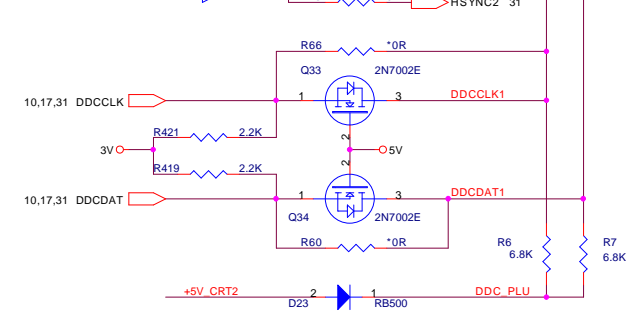 HSYNC2 31
R66 *0R
Q33 2N7002E
10,17,31 DDCCLK 1 3 DDCCLK1
R421 2.2K 2
3V 5V
R419 2.2K 2
10,17,31 DDCDAT 1 3 DDCDAT1
Q34 2N7002E
R60 *0R
R6 6.8K
R7 6.8K
+5V_CRT2 2 1 DDC_PLU
D23 RB500